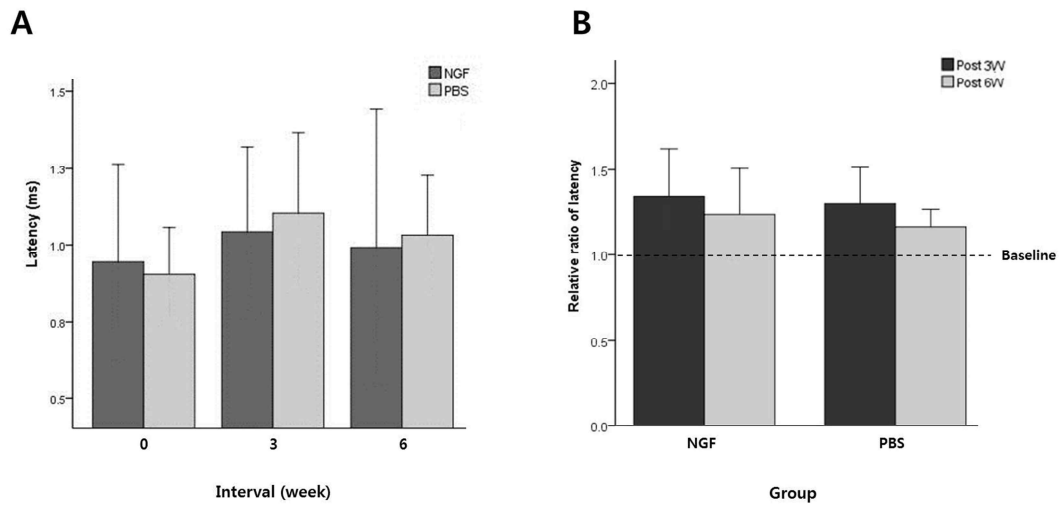 A
NGF
PBS
1.5
1.3
1.0
0.8
0.5
Latency (ms)
0 3 6
Interval (week)
B
Post 3W
Post 6W
2.0
1.5
1.0
0.5
0.0
Relative ratio of latency
Baseline
NGF PBS
Group